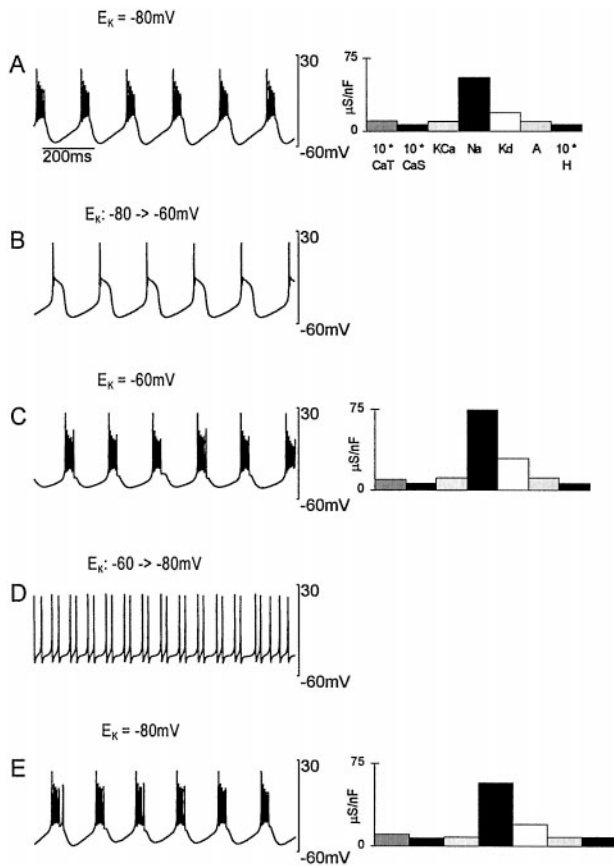 E_K = -80mV
A
30
-60mV
200ms
75
µS/nF
0
10 * 10 * KCa Na Kd A 10 *
CaT CaS H
E_K: -80 -> -60mV
B
30
-60mV
E_K = -60mV
C
30
-60mV
75
µS/nF
0
E_K: -60 -> -80mV
D
30
-60mV
E_K = -80mV
E
30
-60mV
75
µS/nF
0